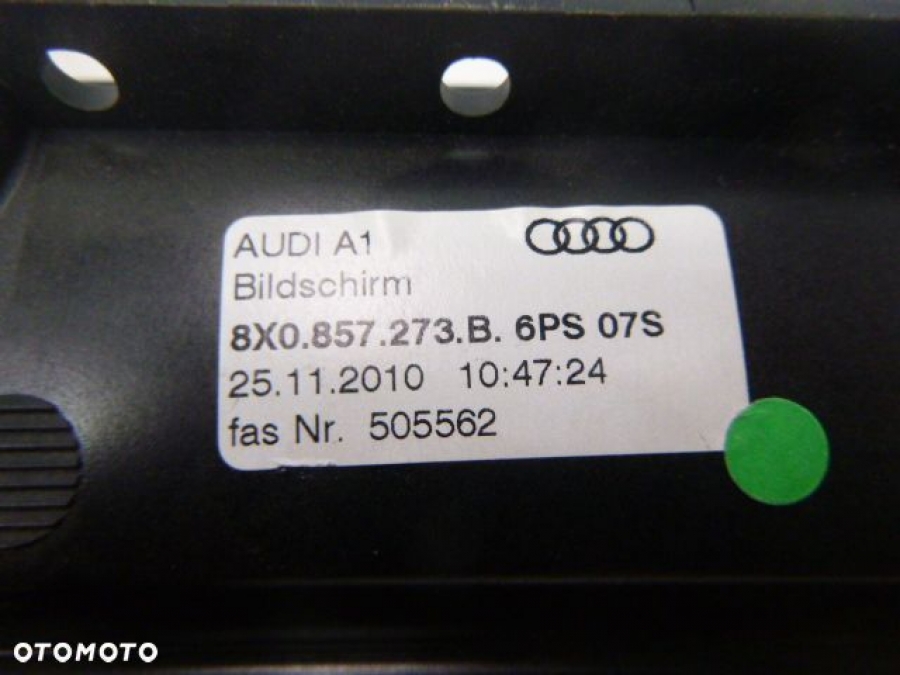 AUDI A1
Bildschirm
8X0.857.273.B. 6PS 07S
25.11.2010 10:47:24
fas Nr. 505562
OTOMOTO